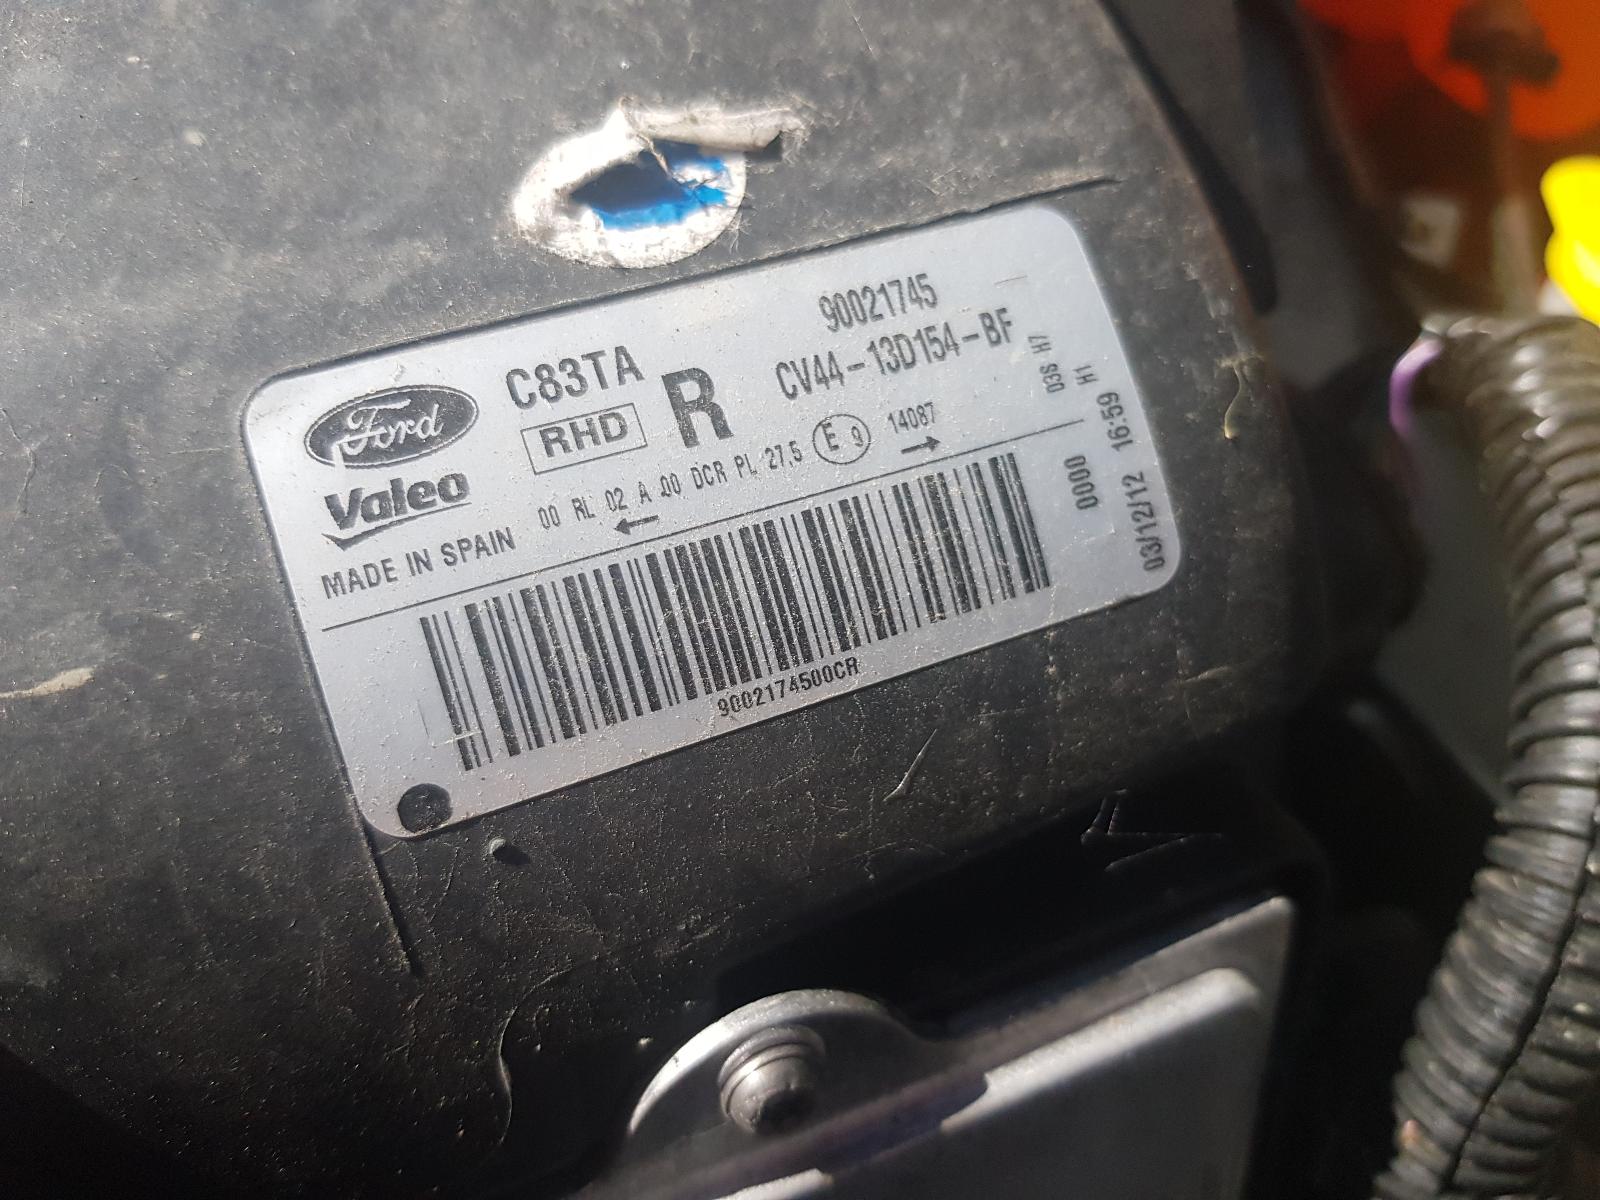 90021745
C83TA
CV44-13D154-BF
Ford
RHD
R
03S H7
H1
Valeo
00 RL 02 A 00 DCR PL 27,5 E 9 14087
← →
MADE IN SPAIN
0000
03/12/12 16:59
9002174500CR